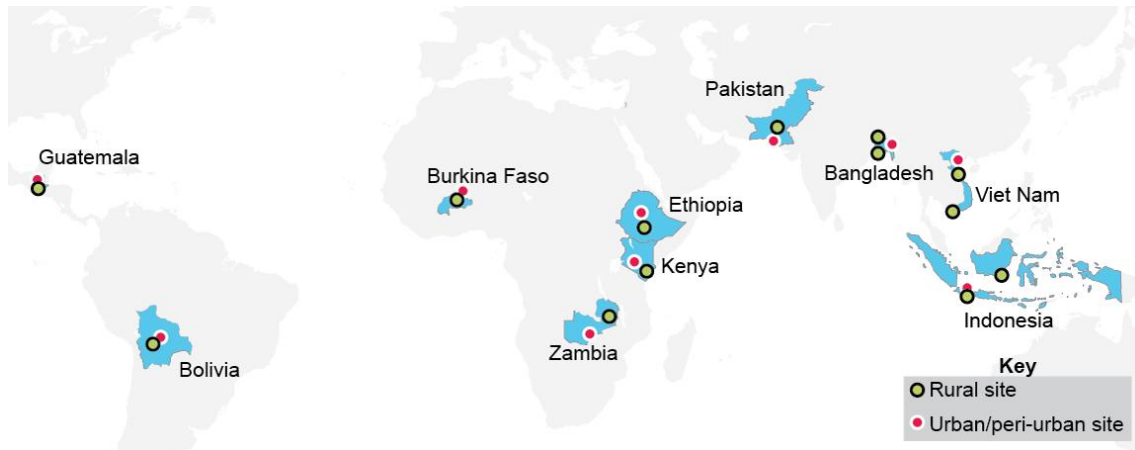 Pakistan
Guatemala
Burkina Faso
Bangladesh
Ethiopia
Viet Nam
Kenya
Indonesia
Zambia
Bolivia
Key
Rural site
Urban/peri-urban site